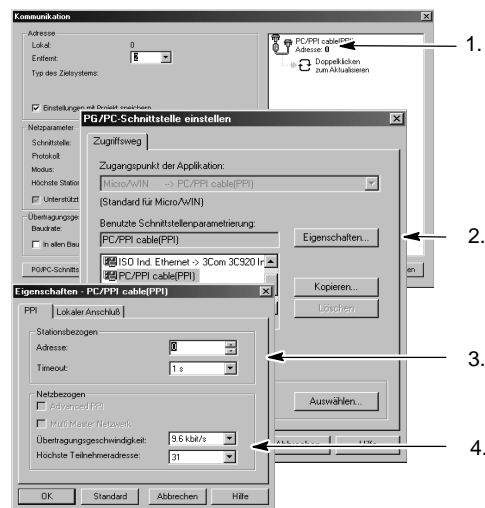 Kommunikation
Adresse
Lokal: 0
Entfernt: 2
Typ des Zielsystems:
Einstellungen mit Projekt speichern
Netzparameter
Schnittstelle:
Protokoll:
Modus:
Höchste Station
Unterstützt
Übertragungsge
Baudrate:
In allen Bau
PG/PC-Schnitts
PC/PPI cable(PPI)
Adresse: 0
Doppelklicken
zum Aktualisieren
1.
PG/PC-Schnittstelle einstellen
Zugriffsweg
Zugangspunkt der Applikation:
Micro/WIN -> PC/PPI cable(PPI)
(Standard für Micro/WIN)
Benutzte Schnittstellenparametrierung:
PC/PPI cable(PPI)
Eigenschaften...
2.
ISO Ind. Ethernet -> 3Com 3C920 In
PC/PPI cable(PPI)
Kopieren...
Löschen
en
Auswählen...
Abbrechen
Hilfe
Eigenschaften - PC/PPI cable(PPI)
PPI
Lokaler Anschluß
Stationsbezogen
Adresse: 0
Timeout: 1 s
3.
Netzbezogen
Advanced PPI
Multi Master Netzwerk
Übertragungsgeschwindigkeit: 9.6 kbit/s
Höchste Teilnehmeradresse: 31
4.
OK
Standard
Abbrechen
Hilfe